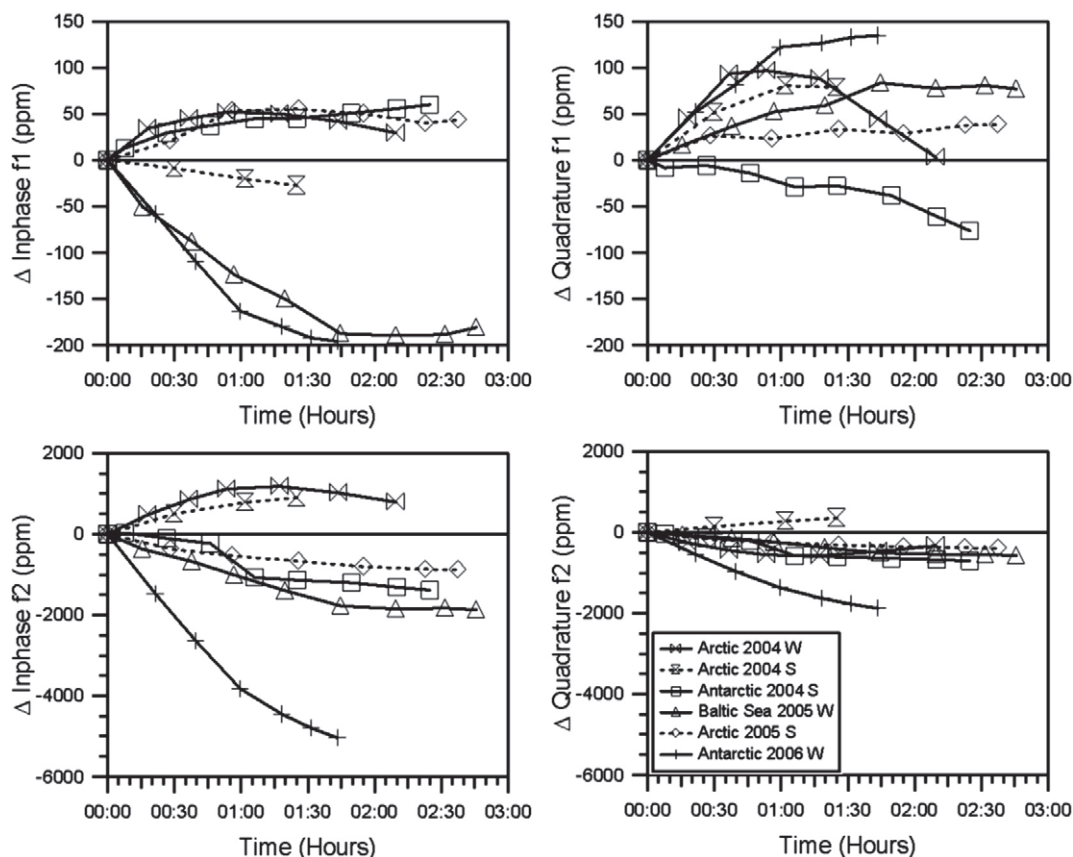 Δ Inphase f1 (ppm)
150
100
50
0
-50
-100
-150
-200
00:00 00:30 01:00 01:30 02:00 02:30 03:00
Time (Hours)
Δ Quadrature f1 (ppm)
150
100
50
0
-50
-100
-150
-200
00:00 00:30 01:00 01:30 02:00 02:30 03:00
Time (Hours)
Δ Inphase f2 (ppm)
2000
0
-2000
-4000
-6000
00:00 00:30 01:00 01:30 02:00 02:30 03:00
Time (Hours)
Δ Quadrature f2 (ppm)
2000
0
-2000
-4000
-6000
Arctic 2004 W
Arctic 2004 S
Antarctic 2004 S
Baltic Sea 2005 W
Arctic 2005 S
Antarctic 2006 W
00:00 00:30 01:00 01:30 02:00 02:30 03:00
Time (Hours)